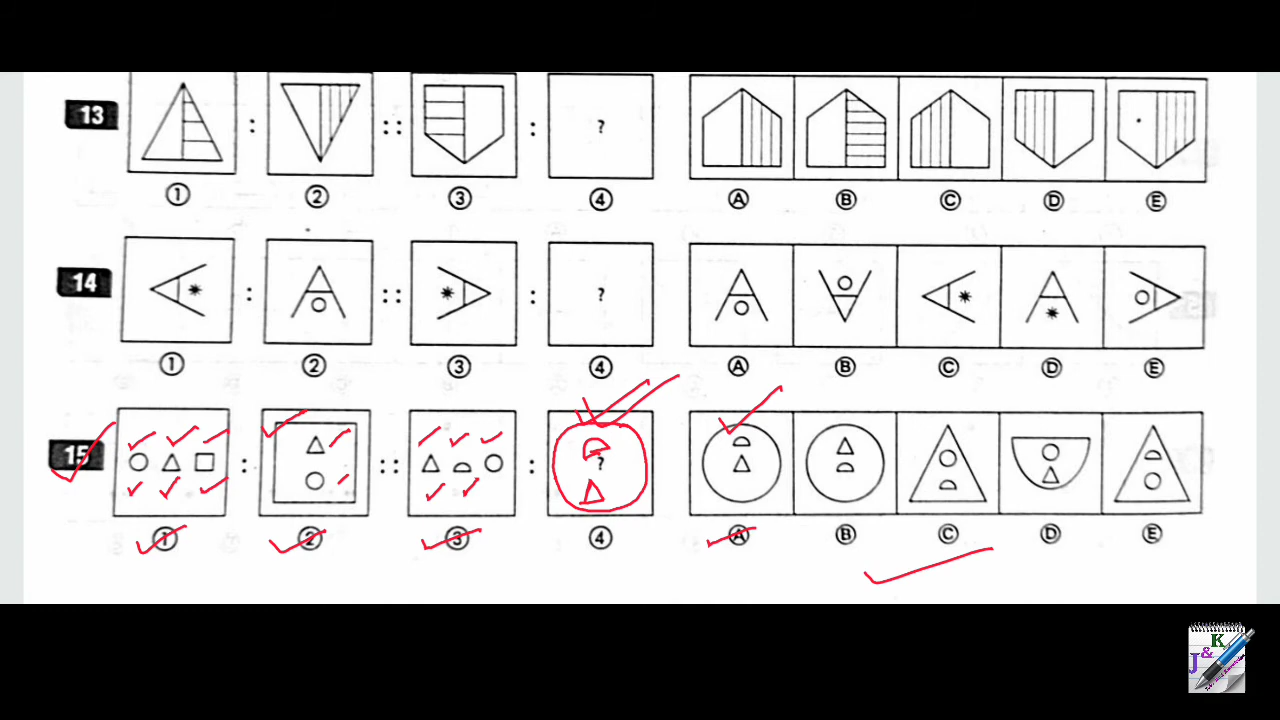 13 : :: : ?
① ② ③ ④ Ⓐ Ⓑ Ⓒ Ⓓ Ⓔ
14 : :: : ?
① ② ③ ④ Ⓐ Ⓑ Ⓒ Ⓓ Ⓔ
15 : :: : ?
① ② ③ ④ Ⓐ Ⓑ Ⓒ Ⓓ Ⓔ
J & K